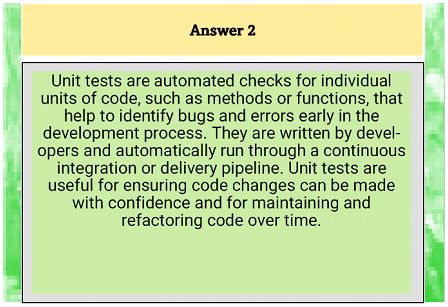 Answer 2
Unit tests are automated checks for individual
units of code, such as methods or functions, that
help to identify bugs and errors early in the
development process. They are written by devel-
opers and automatically run through a continuous
integration or delivery pipeline. Unit tests are
useful for ensuring code changes can be made
with confidence and for maintaining and
refactoring code over time.